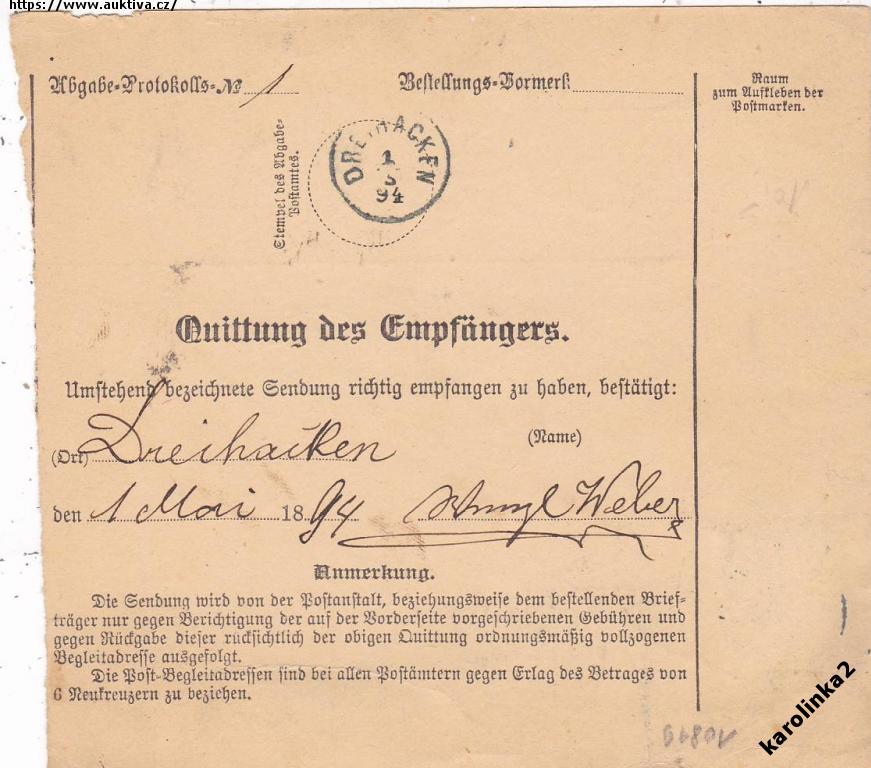 https://www.auktiva.cz/
Abgabe-Protokolls-No 1
Bestellungs-Vormerk
Raum
zum Aufkleben der
Postmarken.
Stempel des Abgabe-
Postamtes.
DREIHACKEN
1
5
94
Quittung des Empfängers.
Umstehend bezeichnete Sendung richtig empfangen zu haben, bestätigt:
(Ort) Dreihacken (Name)
den 1 Mai 1894 Weber
Anmerkung.
Die Sendung wird von der Postanstalt, beziehungsweise dem bestellenden Brief-
träger nur gegen Berichtigung der auf der Vorderseite vorgeschriebenen Gebühren und
gegen Rückgabe dieser rücksichtlich der obigen Quittung ordnungsmäßig vollzogenen
Begleitadresse ausgefolgt.
Die Post-Begleitadressen sind bei allen Postämtern gegen Erlag des Betrages von
6 Neukreuzern zu beziehen.
karolinka2